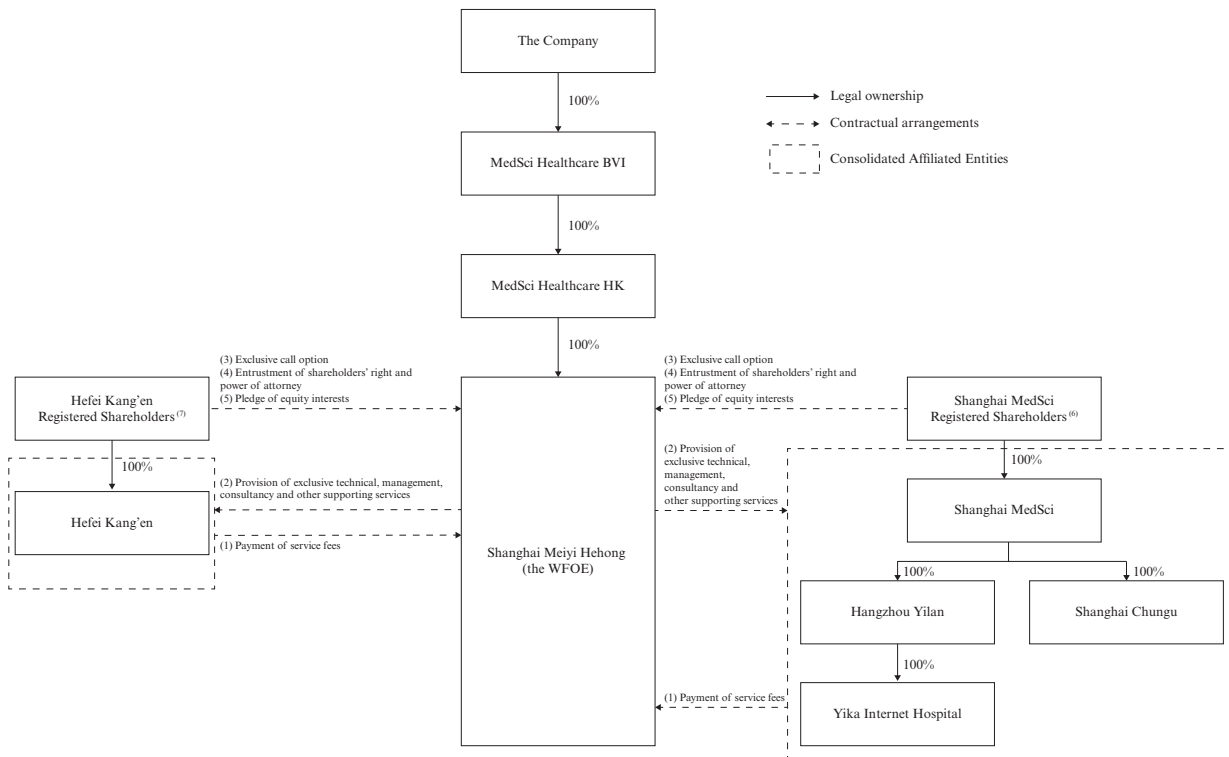 The Company
Legal ownership
100%
Contractual arrangements
MedSci Healthcare BVI
Consolidated Affiliated Entities
100%
MedSci Healthcare HK
100%
(3) Exclusive call option
(4) Entrustment of shareholders' right and
power of attorney
(5) Pledge of equity interests
(3) Exclusive call option
(4) Entrustment of shareholders' right and
power of attorney
(5) Pledge of equity interests
Hefei Kang'en
Registered Shareholders (7)
Shanghai MedSci
Registered Shareholders (6)
100%
100%
(2) Provision of
exclusive technical,
management,
consultancy and
other supporting services
(2) Provision of exclusive technical, management,
consultancy and other supporting services
Hefei Kang'en
Shanghai MedSci
(1) Payment of service fees
Shanghai Meiyi Hehong
(the WFOE)
100%
100%
Hangzhou Yilan
Shanghai Chungu
100%
(1) Payment of service fees
Yika Internet Hospital